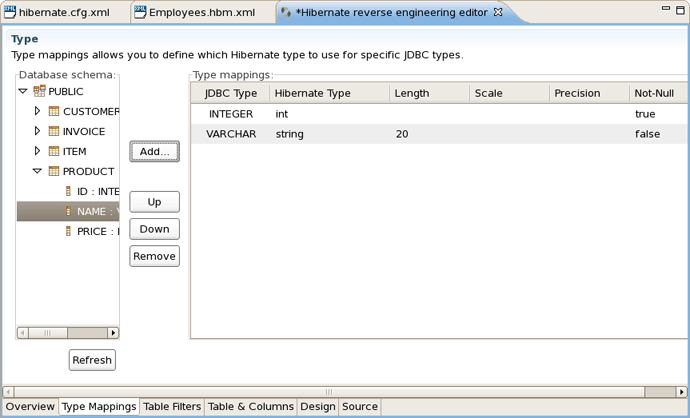 hibernate.cfg.xml Employees.hbm.xml *Hibernate reverse engineering editor
Type
Type mappings allows you to define which Hibernate type to use for specific JDBC types.
Database schema: Type mappings:
PUBLIC
CUSTOMER
INVOICE
ITEM
PRODUCT
ID : INTE
NAME :
PRICE :
Add...
Up
Down
Remove
JDBC Type Hibernate Type Length Scale Precision Not-Null
INTEGER int true
VARCHAR string 20 false
Refresh
Overview Type Mappings Table Filters Table & Columns Design Source